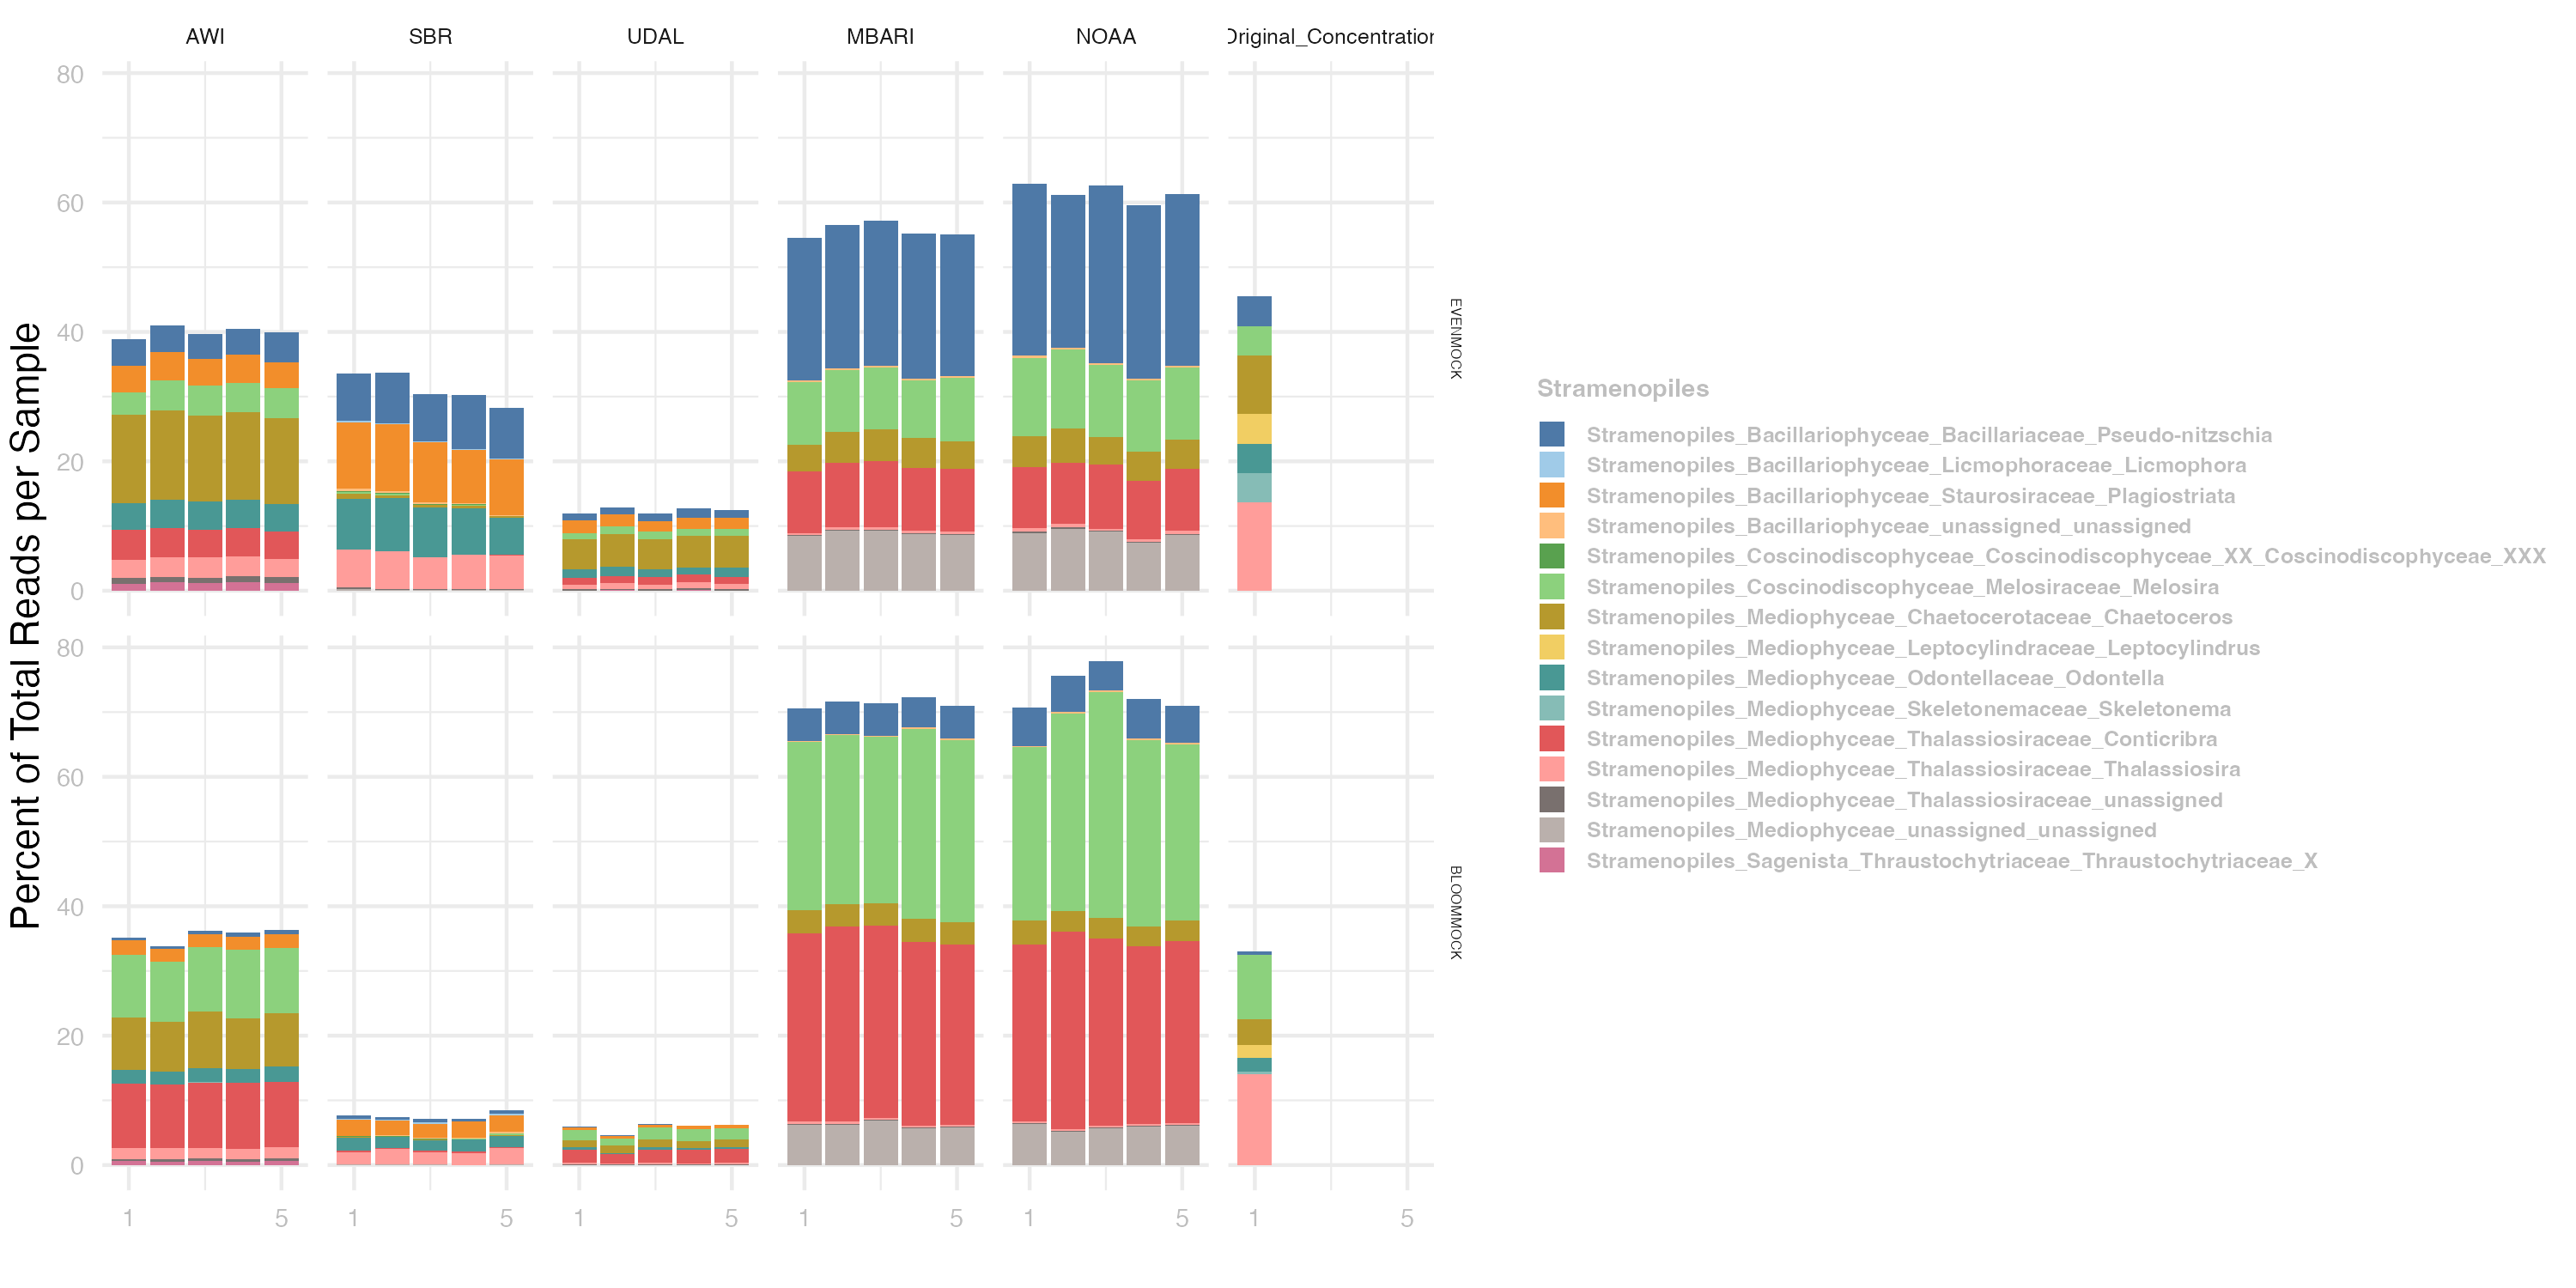 AWI SBR UDAL MBARI NOAA Original_Concentration
80
60
40
20
0
EVENMOCK
Percent of Total Reads per Sample
80
60
40
20
0
BLOOMMOCK
1 5 1 5 1 5 1 5 1 5 1 5
Stramenopiles
Stramenopiles_Bacillariophyceae_Bacillariaceae_Pseudo-nitzschia
Stramenopiles_Bacillariophyceae_Licmophoraceae_Licmophora
Stramenopiles_Bacillariophyceae_Staurosiraceae_Plagiostriata
Stramenopiles_Bacillariophyceae_unassigned_unassigned
Stramenopiles_Coscinodiscophyceae_Coscinodiscophyceae_XX_Coscinodiscophyceae_XXX
Stramenopiles_Coscinodiscophyceae_Melosiraceae_Melosira
Stramenopiles_Mediophyceae_Chaetocerotaceae_Chaetoceros
Stramenopiles_Mediophyceae_Leptocylindraceae_Leptocylindrus
Stramenopiles_Mediophyceae_Odontellaceae_Odontella
Stramenopiles_Mediophyceae_Skeletonemaceae_Skeletonema
Stramenopiles_Mediophyceae_Thalassiosiraceae_Conticribra
Stramenopiles_Mediophyceae_Thalassiosiraceae_Thalassiosira
Stramenopiles_Mediophyceae_Thalassiosiraceae_unassigned
Stramenopiles_Mediophyceae_unassigned_unassigned
Stramenopiles_Sagenista_Thraustochytriaceae_Thraustochytriaceae_X